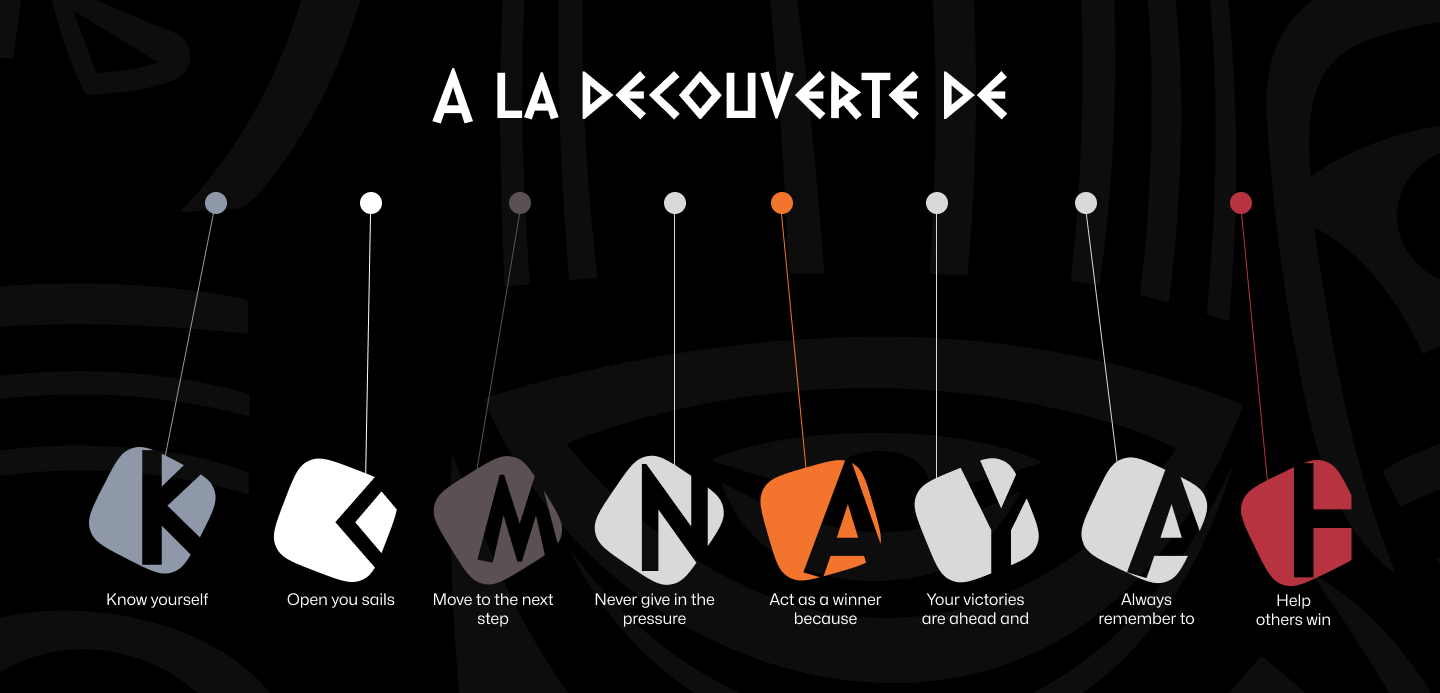 A LA DECOUVERTE DE
K O M N A Y A H
Know yourself
Open you sails
Move to the next
step
Never give in the
pressure
Act as a winner
because
Your victories
are ahead and
Always
remember to
Help
others win